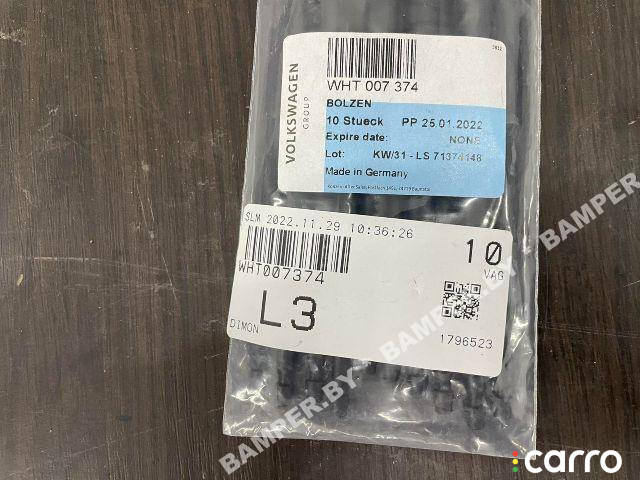 VOLKSWAGEN
GROUP
WHT 007 374
BOLZEN
10 Stueck PP 25.01.2022
Expire date: NONE
Lot: KW/31 - LS 71374148
Made in Germany
SLM 2022.11.29 10:36:26
WHT007374
10
VAG
DIMON
L3
1796523
BAMPER.BY - BAMPER.BY - BAMPER.BY
carro